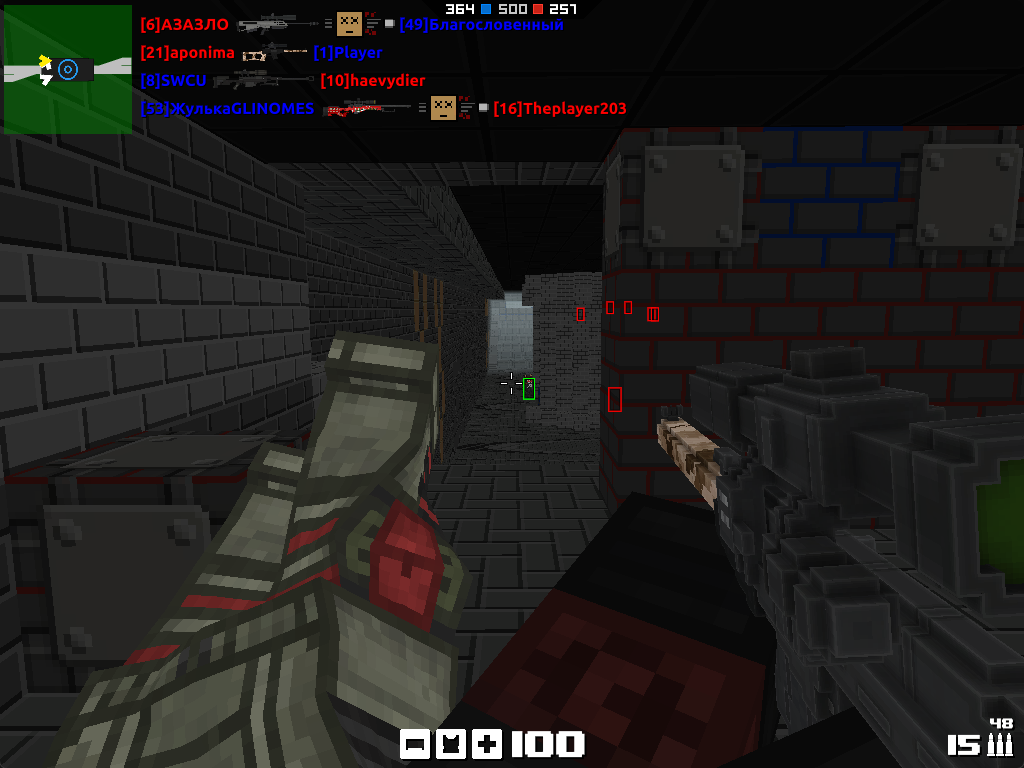 364 500 257
[6]АЗАЗЛО [49]Благословенный
[21]aponima [1]Player
[8]SWCU [10]haevydier
[53]ЖулькаGLINOMES [16]Theplayer203
100
48
15